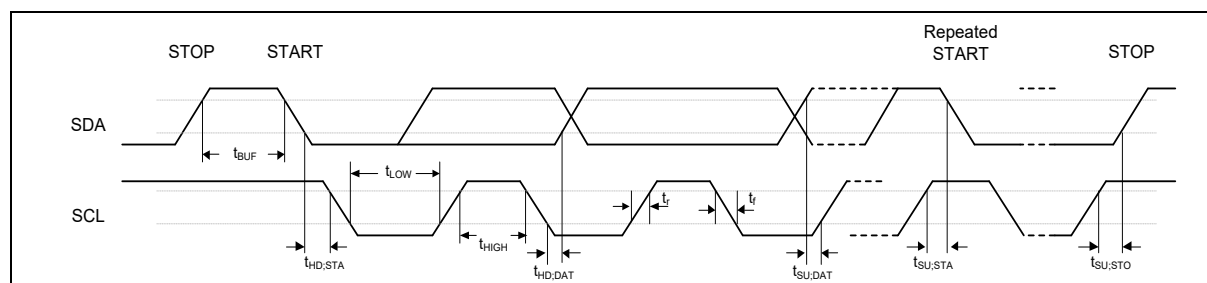 Repeated
STOP START START STOP
SDA
tBUF
tLOW
SCL
tr
tf
tHIGH
tHD;STA
tHD;DAT
tSU;DAT
tSU;STA
tSU;STO